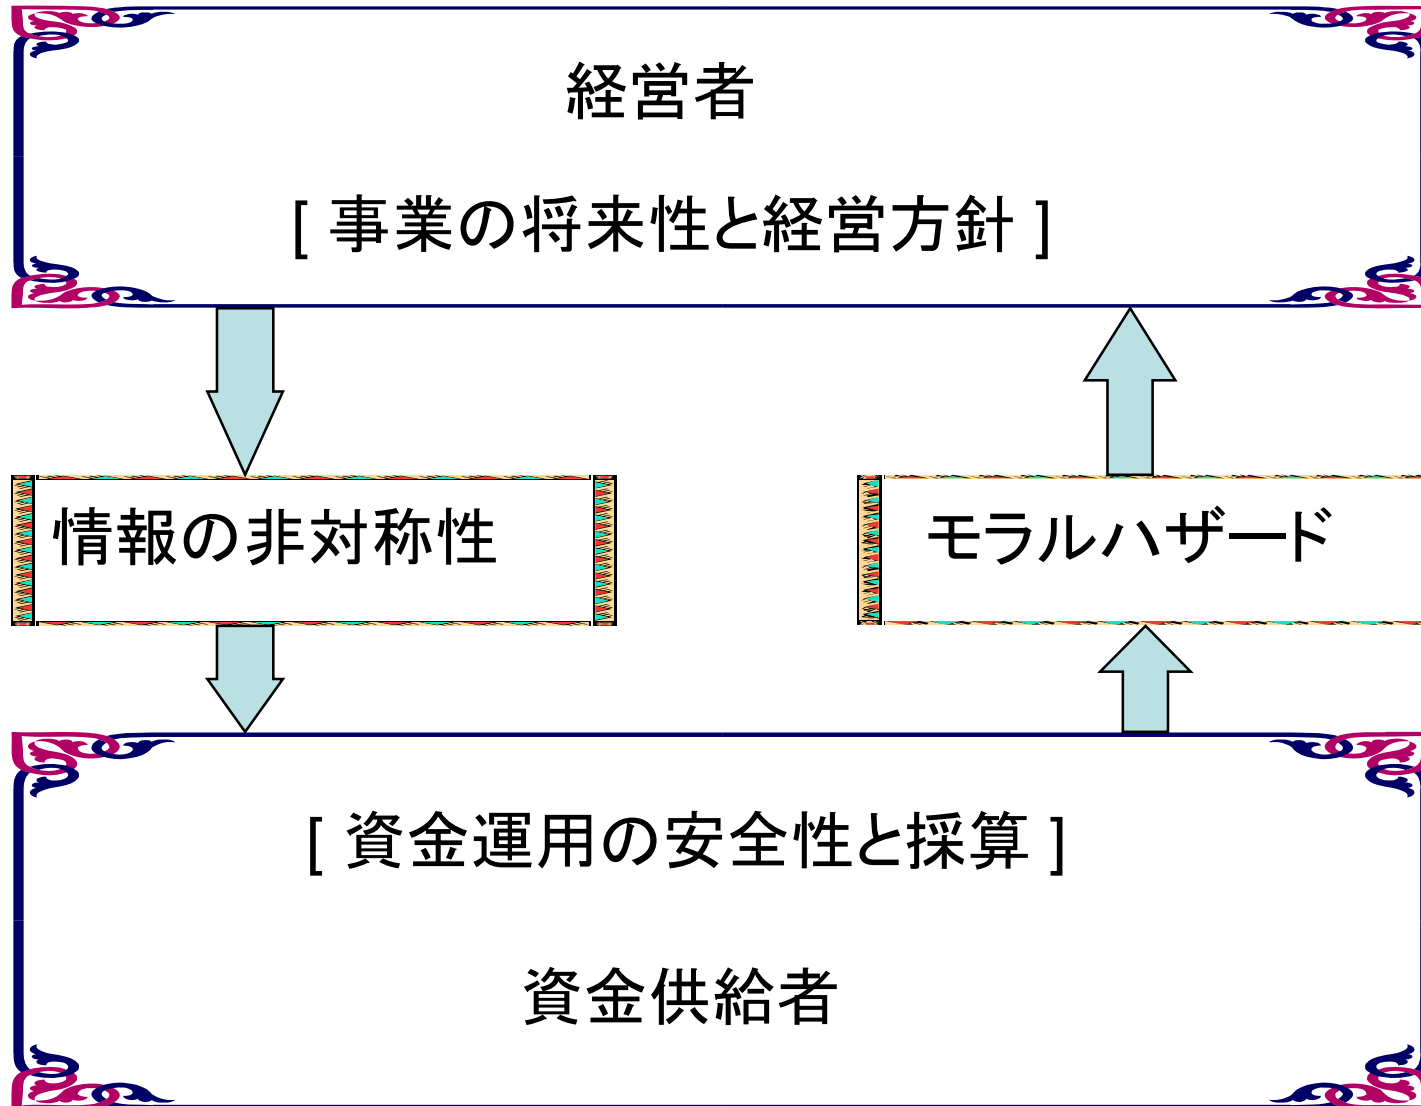 経営者
[ 事業の将来性と経営方針 ]
情報の非対称性
モラルハザード
[ 資金運用の安全性と採算 ]
資金供給者